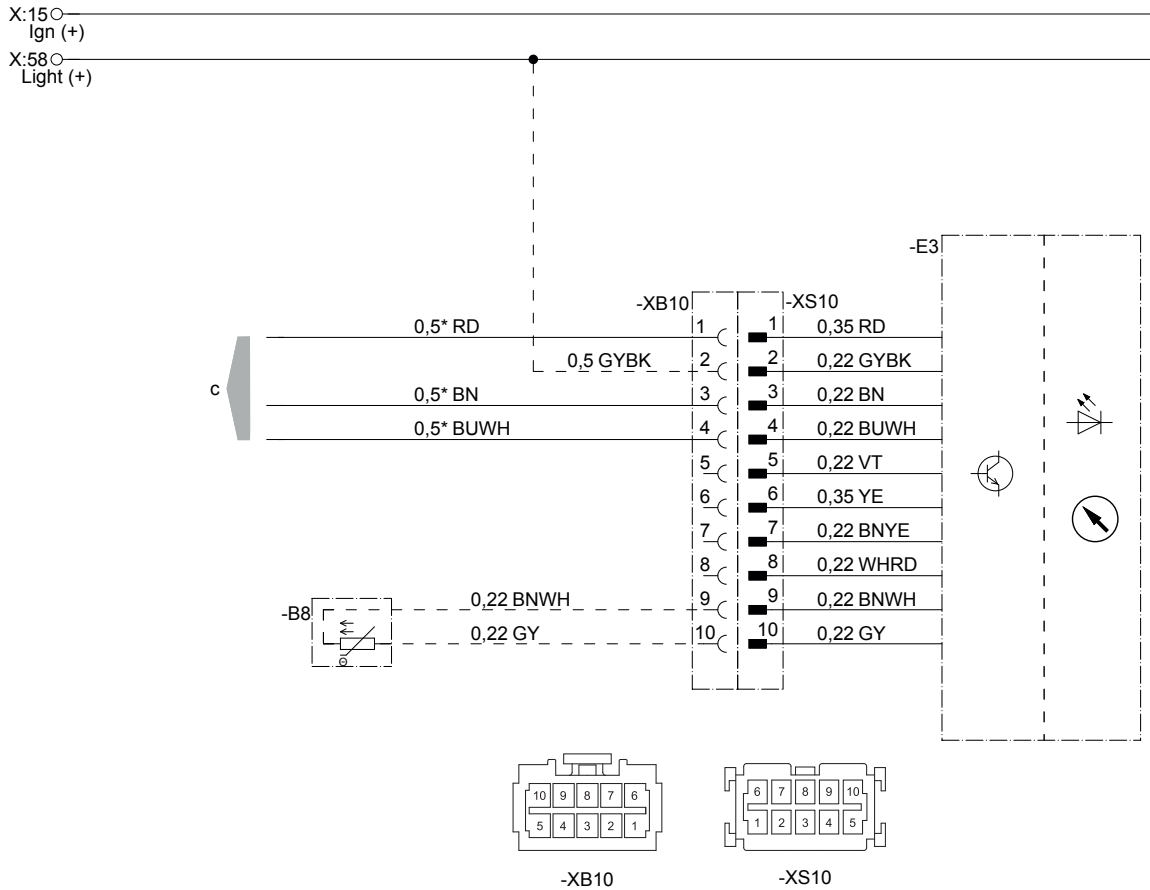 X:15
Ign (+)
X:58
Light (+)
-E3
-XB10
-XS10
0,5* RD
1
1
0,35 RD
0,5 GYBK
2
2
0,22 GYBK
c
0,5* BN
3
3
0,22 BN
0,5* BUWH
4
4
0,22 BUWH
5
5
0,22 VT
6
6
0,35 YE
7
7
0,22 BNYE
8
8
0,22 WHRD
-B8
0,22 BNWH
9
9
0,22 BNWH
0,22 GY
10
10
0,22 GY
10 9 8 7 6
5 4 3 2 1
6 7 8 9 10
1 2 3 4 5
-XB10
-XS10